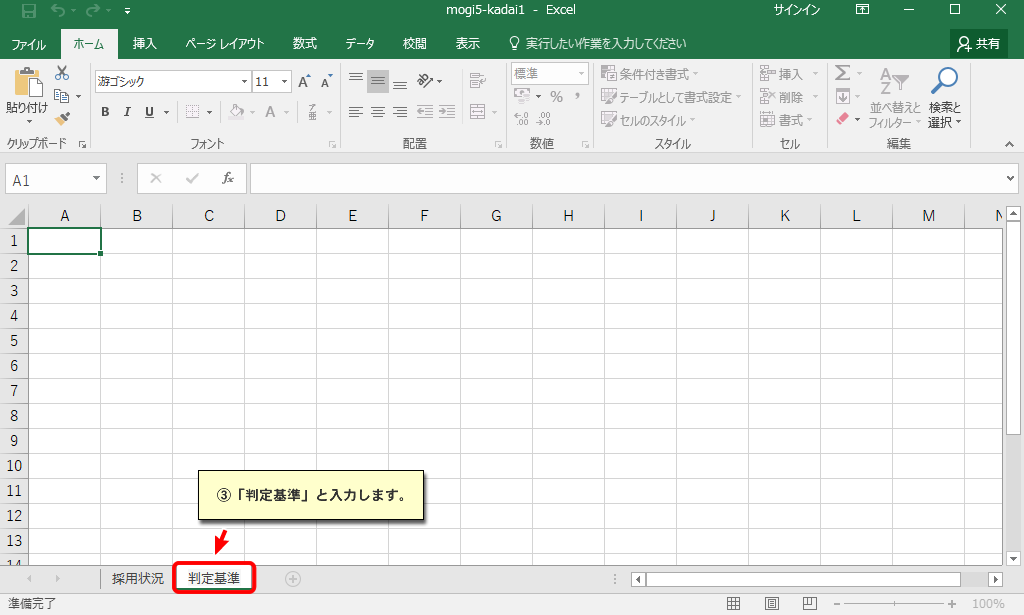 mogi5-kadai1 - Excel
サインイン
ファイル ホーム 挿入 ページ レイアウト 数式 データ 校閲 表示 実行したい作業を入力してください 共有
貼り付け
クリップボード
游ゴシック 11
B I U A
フォント
配置
標準
% ,
数値
条件付き書式
テーブルとして書式設定
セルのスタイル
スタイル
挿入
削除
書式
セル
Σ
並べ替えと
フィルター
検索と
選択
編集
A1 fx
A B C D E F G H I J K L M N
1
2
3
4
5
6
7
8
9
10
11
12
13
14
③「判定基準」と入力します。
採用状況 判定基準
準備完了 100%